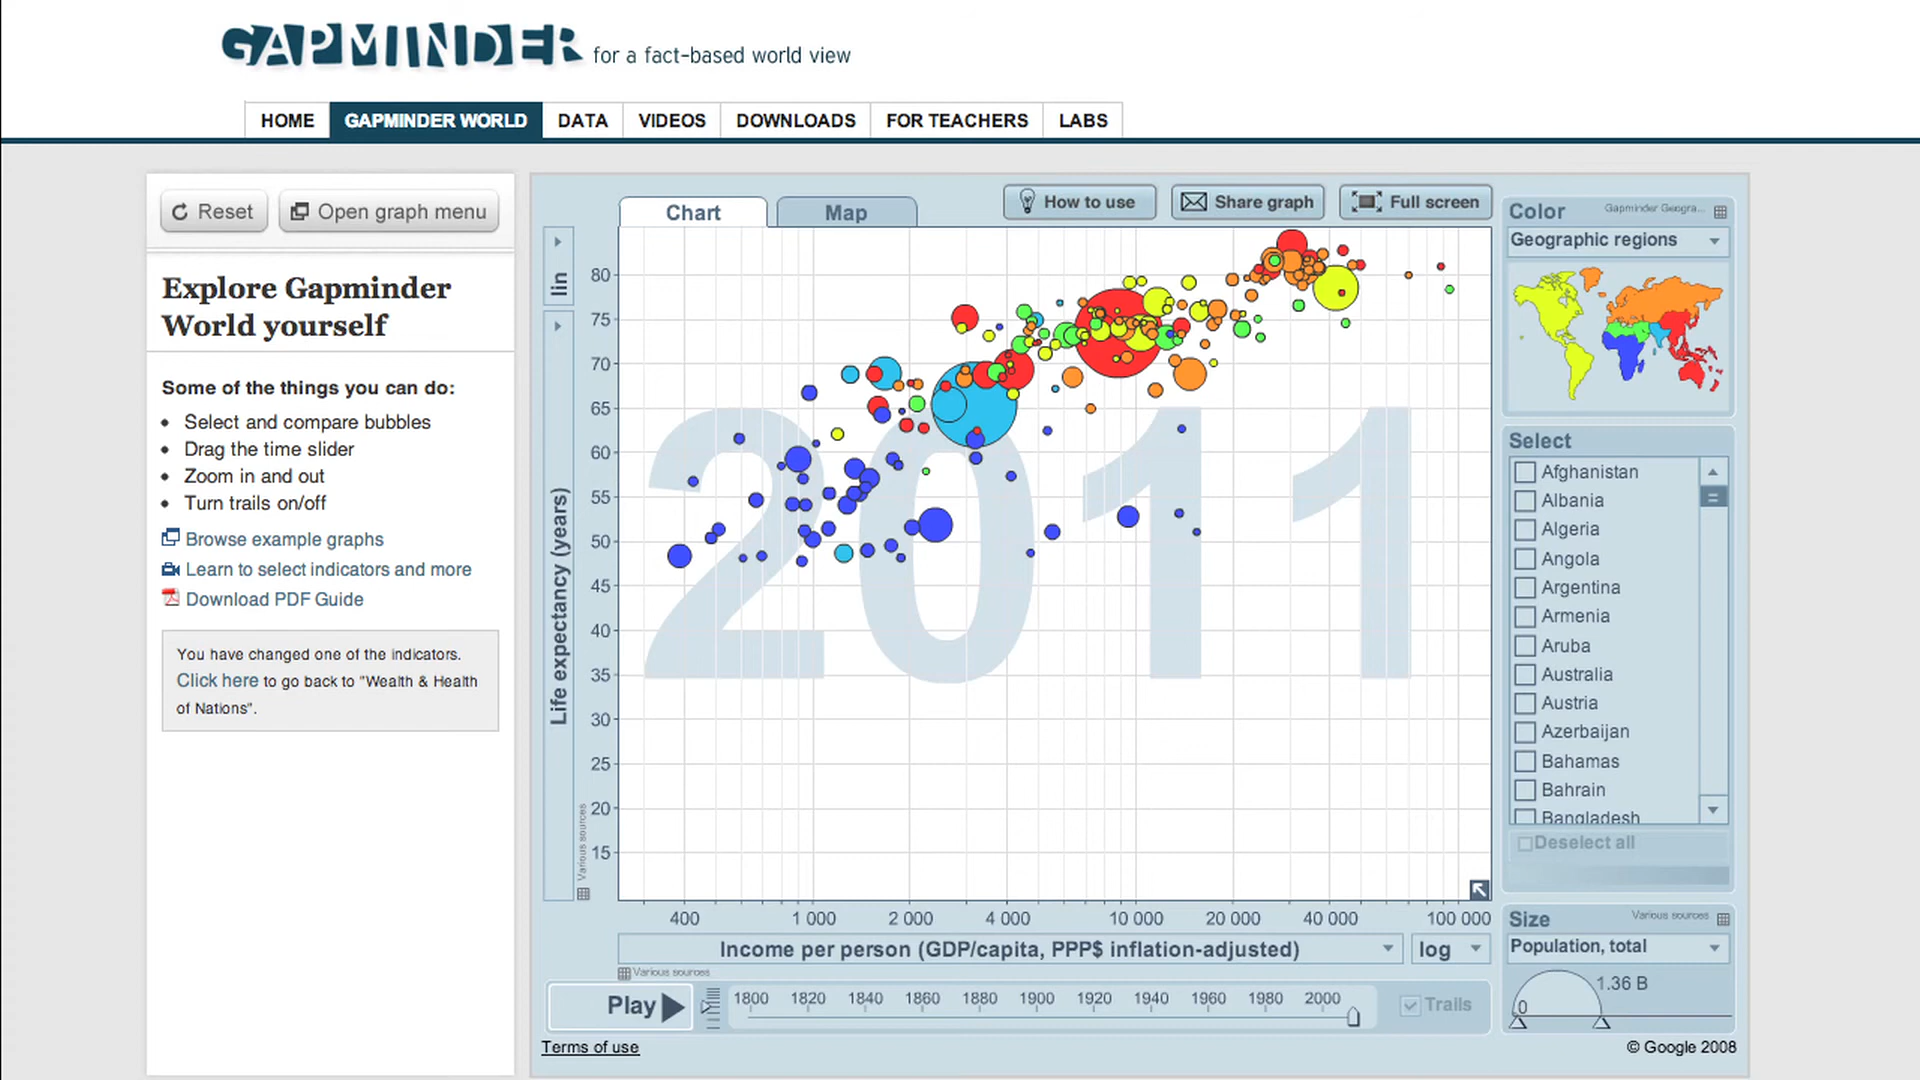 GAPMINDER for a fact-based world view
HOME GAPMINDER WORLD DATA VIDEOS DOWNLOADS FOR TEACHERS LABS
Reset Open graph menu
Explore Gapminder
World yourself
Some of the things you can do:
• Select and compare bubbles
• Drag the time slider
• Zoom in and out
• Turn trails on/off
Browse example graphs
Learn to select indicators and more
Download PDF Guide
You have changed one of the indicators.
Click here to go back to "Wealth & Health
of Nations".
Chart Map How to use Share graph Full screen
lin
Life expectancy (years)
Various sources
80
75
70
65
60
55
50
45
40
35
30
25
20
15
2011
400 1 000 2 000 4 000 10 000 20 000 40 000 100 000
Income per person (GDP/capita, PPP$ inflation-adjusted) log
Various sources
Play 1800 1820 1840 1860 1880 1900 1920 1940 1960 1980 2000 Trails
Terms of use
Color Gapminder Geogra...
Geographic regions
Select
Afghanistan
Albania
Algeria
Angola
Argentina
Armenia
Aruba
Australia
Austria
Azerbaijan
Bahamas
Bahrain
Bangladesh
Deselect all
Size Various sources
Population, total
1.36 B
0
© Google 2008